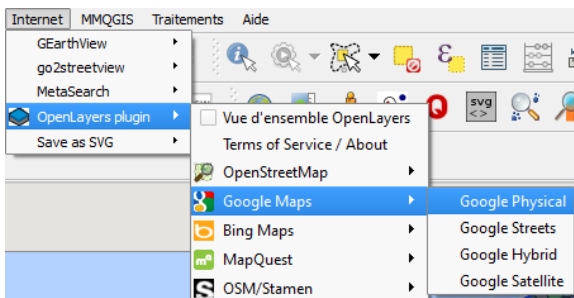 Internet MMQGIS Traitements Aide
GEarthView
go2streetview
MetaSearch
OpenLayers plugin
Save as SVG
svg
<>
Vue d'ensemble OpenLayers
Terms of Service / About
OpenStreetMap
Google Maps
Bing Maps
MapQuest
OSM/Stamen
Google Physical
Google Streets
Google Hybrid
Google Satellite